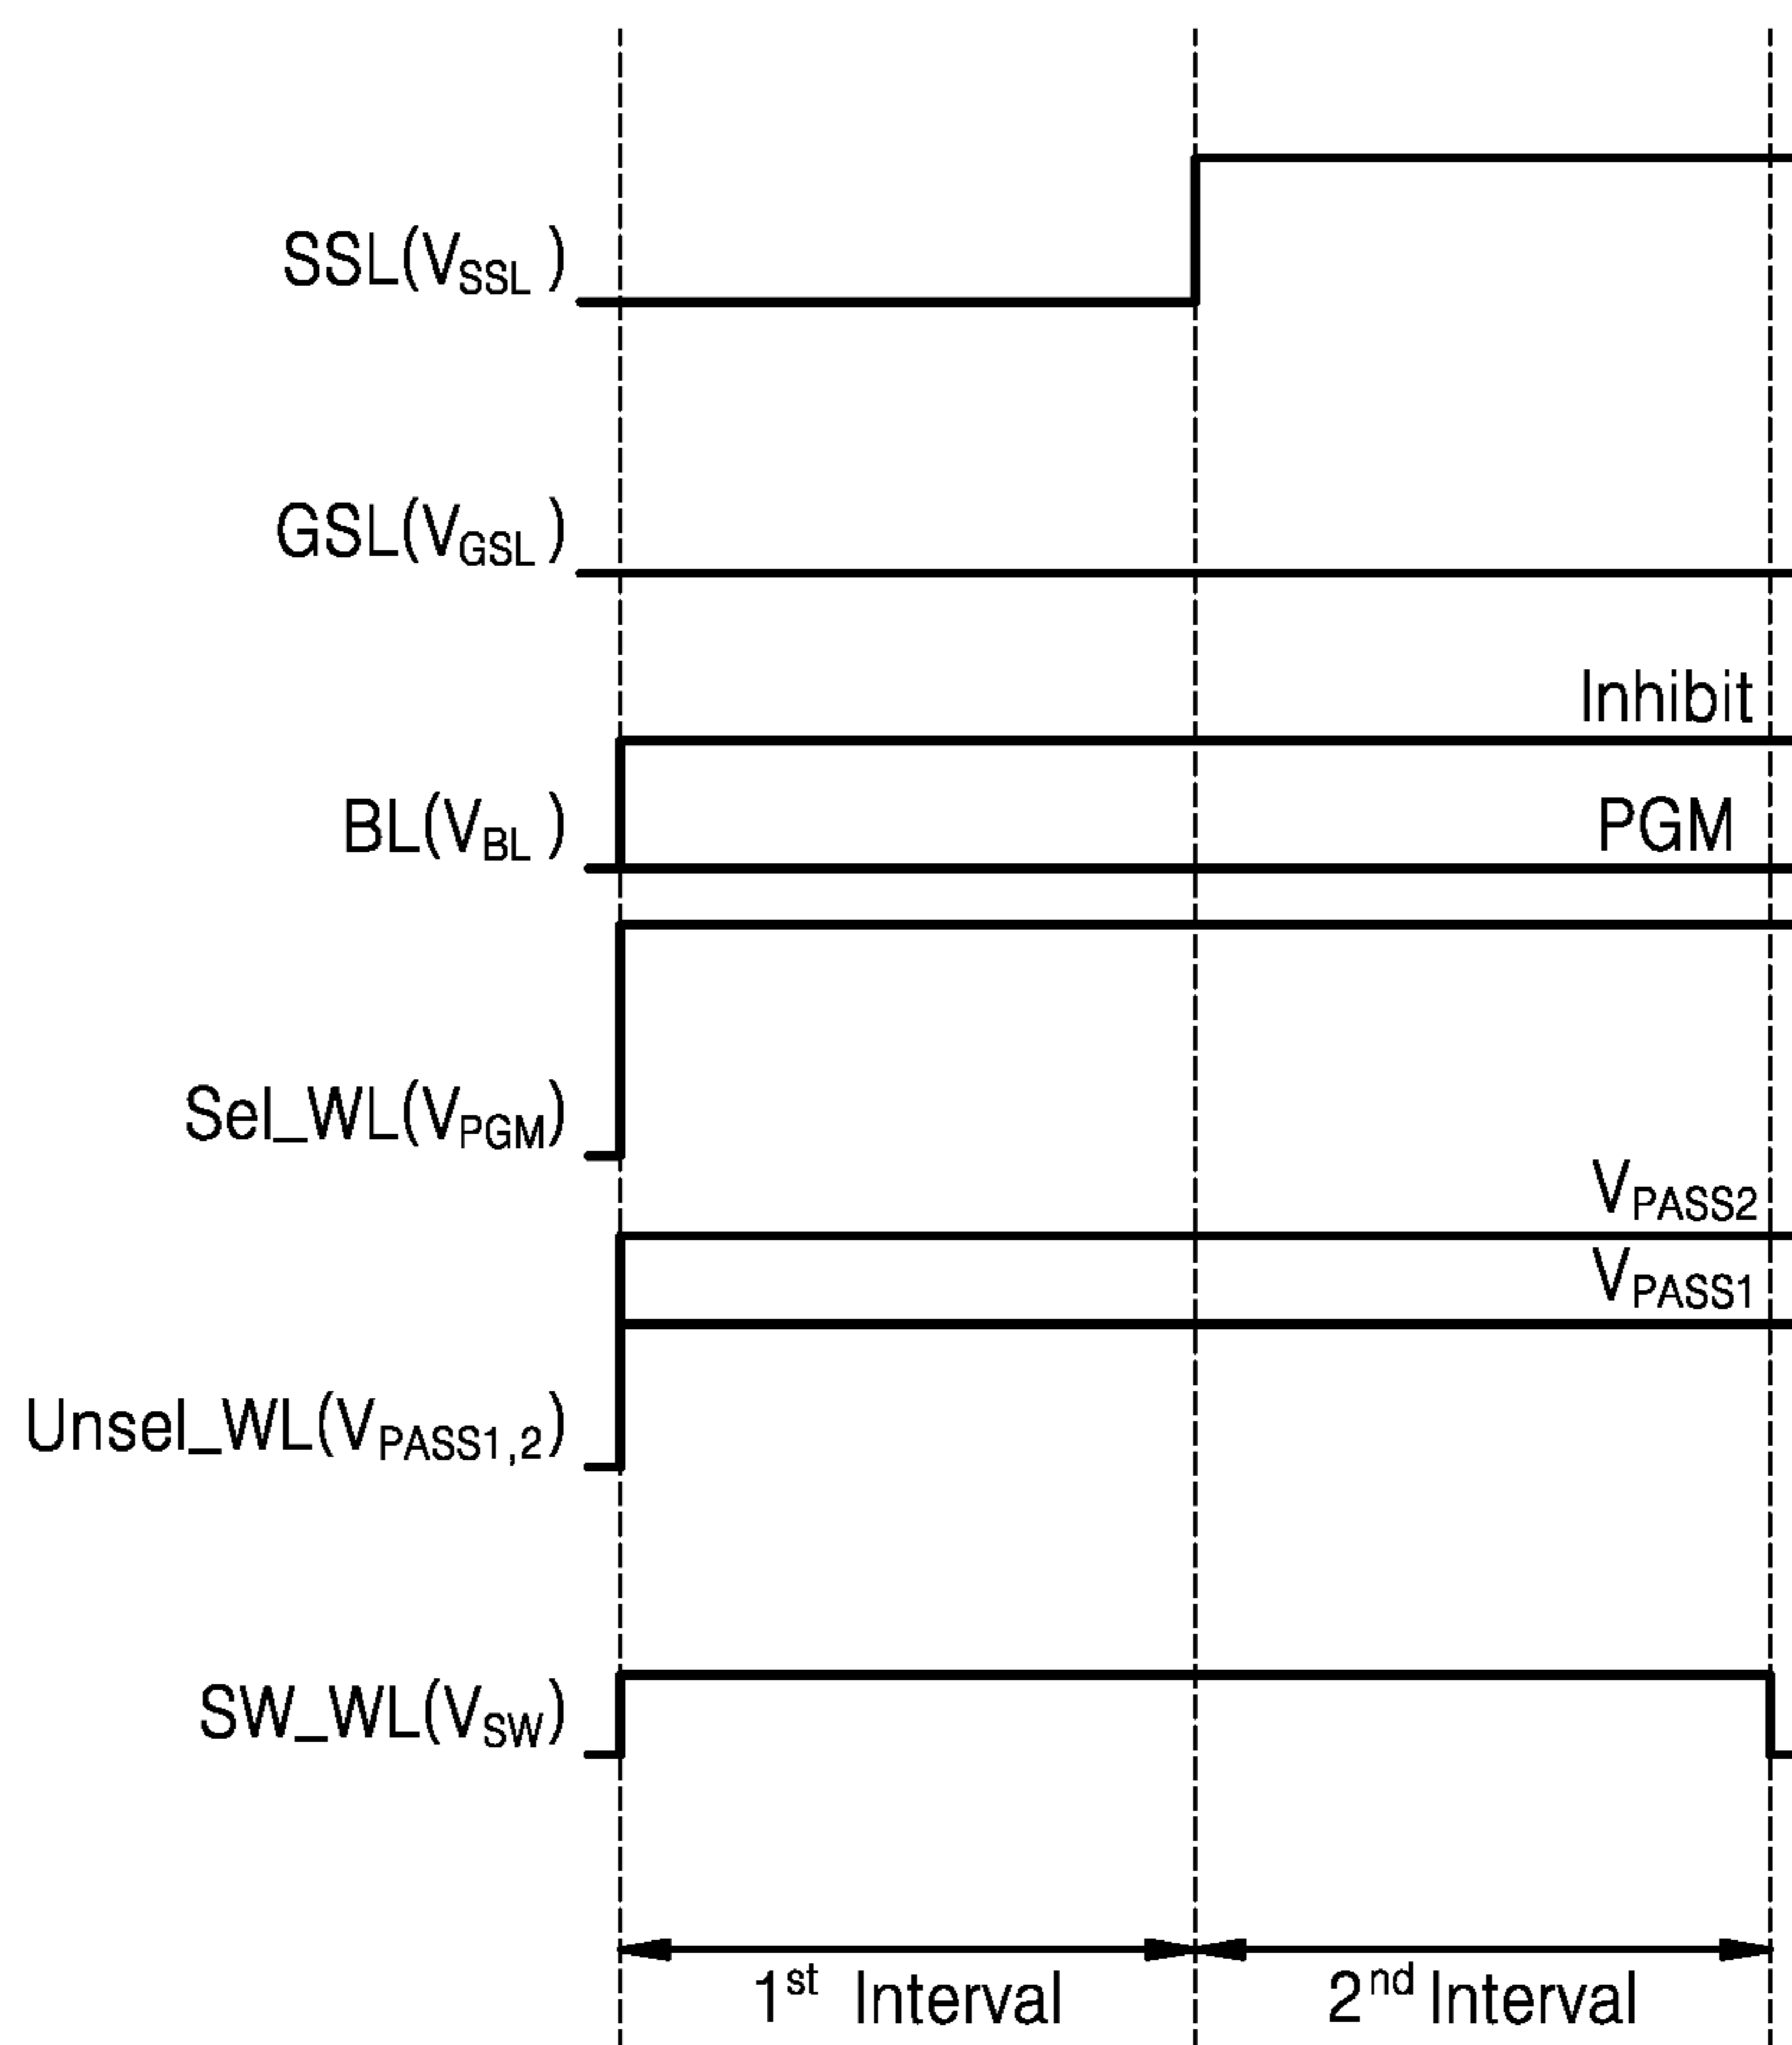 SSL(VSSL )
GSL(VGSL )
Inhibit
BL(VBL )
PGM
Sel_WL(VPGM)
VPASS2
VPASS1
Unsel_WL(VPASS1,2)
SW_WL(VSW)
1st Interval
2nd Interval